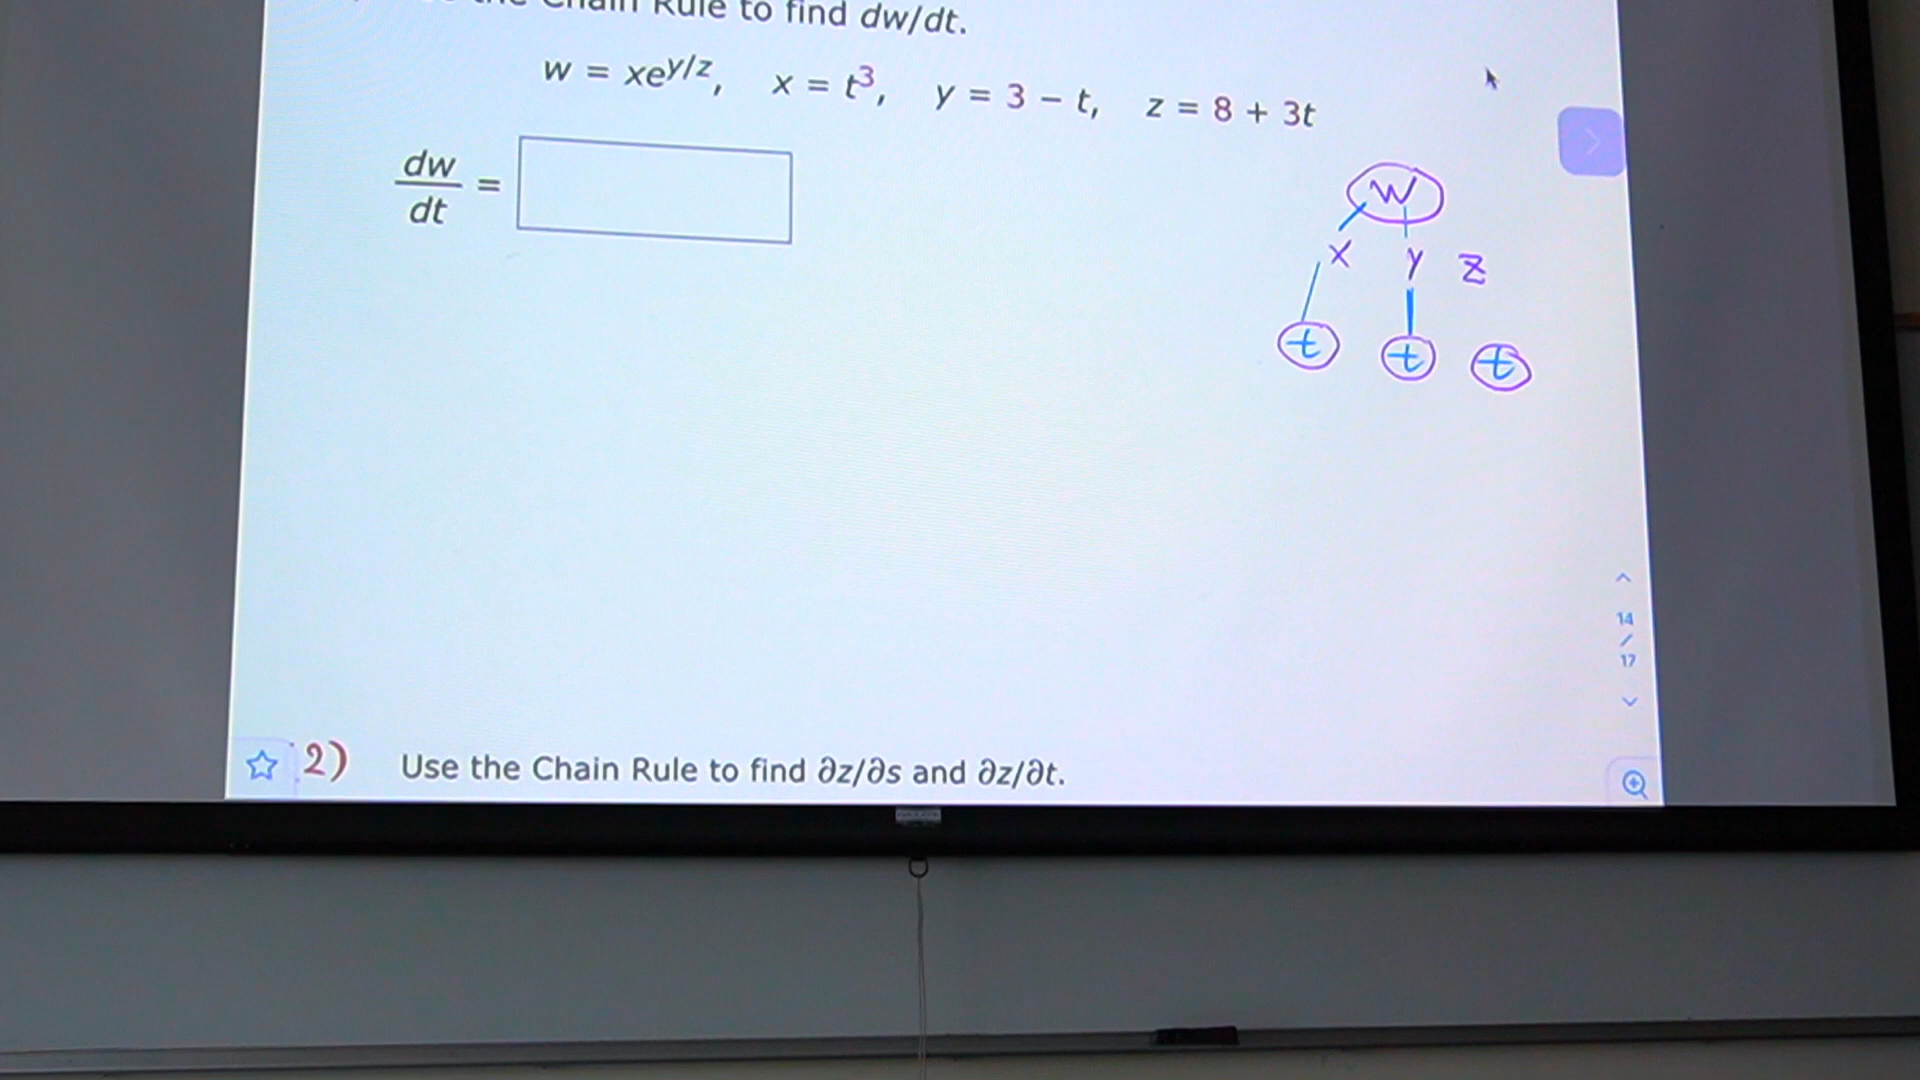 Chain Rule to find dw/dt.
w = xe^{y/z}, x = t³, y = 3 − t, z = 8 + 3t
dw/dt =
W
x y z
t t t
14
/
17
2) Use the Chain Rule to find ∂z/∂s and ∂z/∂t.